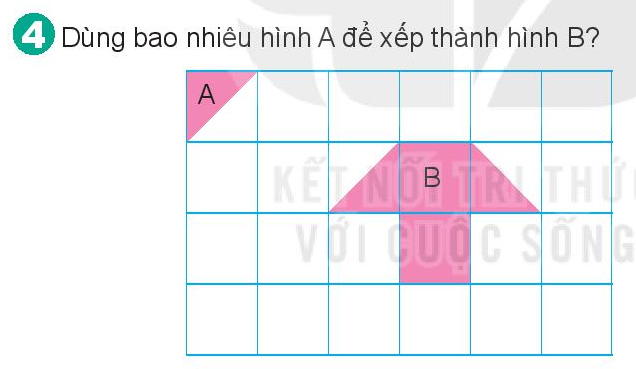 4 Dùng bao nhiêu hình A để xếp thành hình B?
A
B
KẾT NỐI TRI THỨC
VỚI CUỘC SỐNG